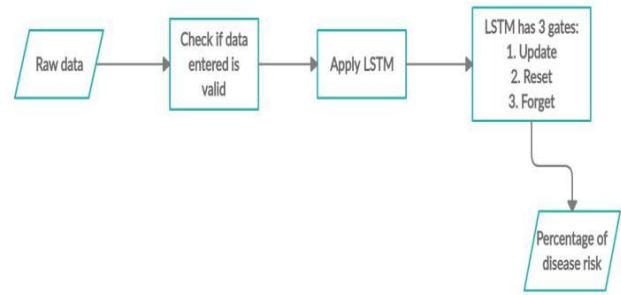 Raw data
Check if data
entered is
valid
Apply LSTM
LSTM has 3 gates:
1. Update
2. Reset
3. Forget
Percentage of
disease risk